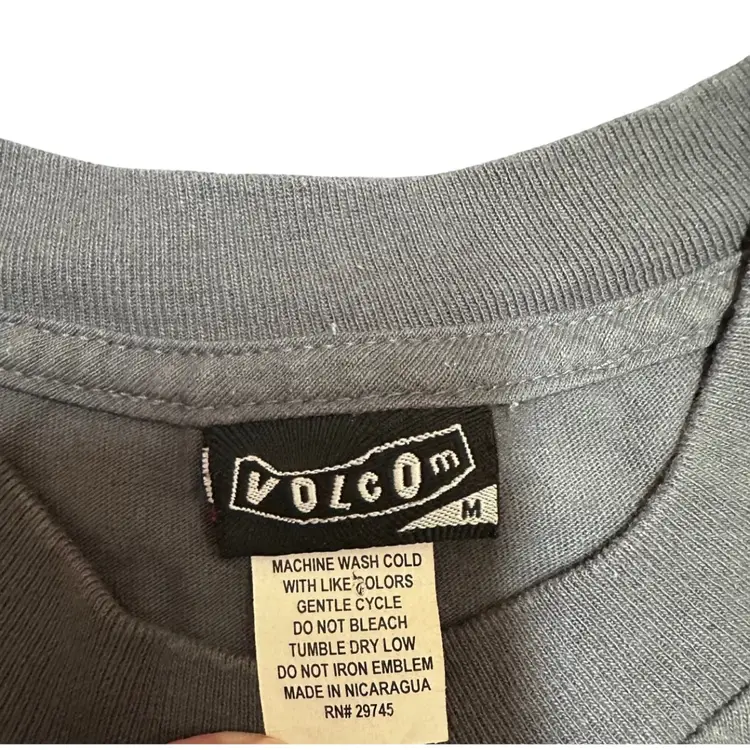 VOLCOm
M
MACHINE WASH COLD
WITH LIKE COLORS
GENTLE CYCLE
DO NOT BLEACH
TUMBLE DRY LOW
DO NOT IRON EMBLEM
MADE IN NICARAGUA
RN# 29745